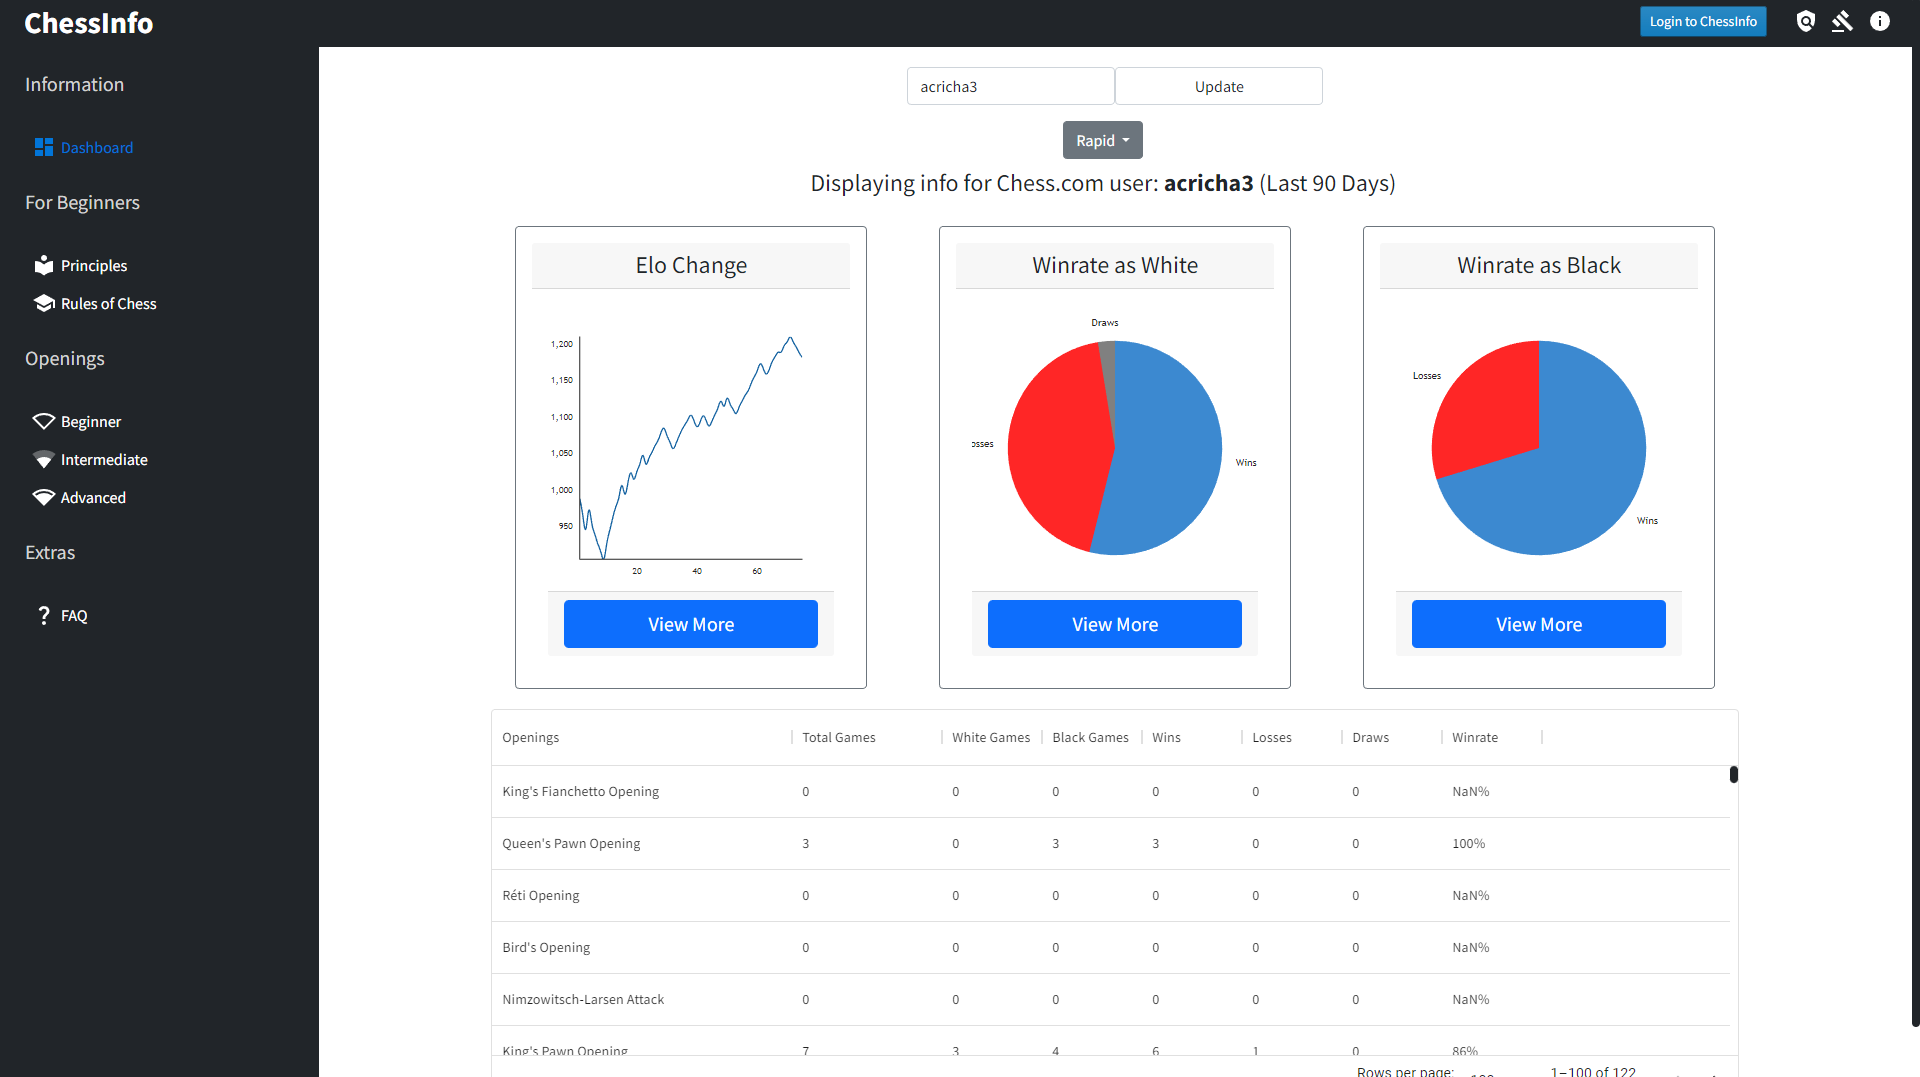 ChessInfo
Login to ChessInfo
Information
Dashboard
For Beginners
Principles
Rules of Chess
Openings
Beginner
Intermediate
Advanced
Extras
FAQ
acricha3 Update
Rapid
Displaying info for Chess.com user: acricha3 (Last 90 Days)
Elo Change
1,200
1,150
1,100
1,050
1,000
950
20 40 60
View More
Winrate as White
Draws
osses
Wins
View More
Winrate as Black
Losses
Wins
View More
Openings Total Games White Games Black Games Wins Losses Draws Winrate
King's Fianchetto Opening 0 0 0 0 0 0 NaN%
Queen's Pawn Opening 3 0 3 3 0 0 100%
Réti Opening 0 0 0 0 0 0 NaN%
Bird's Opening 0 0 0 0 0 0 NaN%
Nimzowitsch-Larsen Attack 0 0 0 0 0 0 NaN%
King's Pawn Opening 7 3 4 6 1 0 86%
Rows per page: 100 1–100 of 122